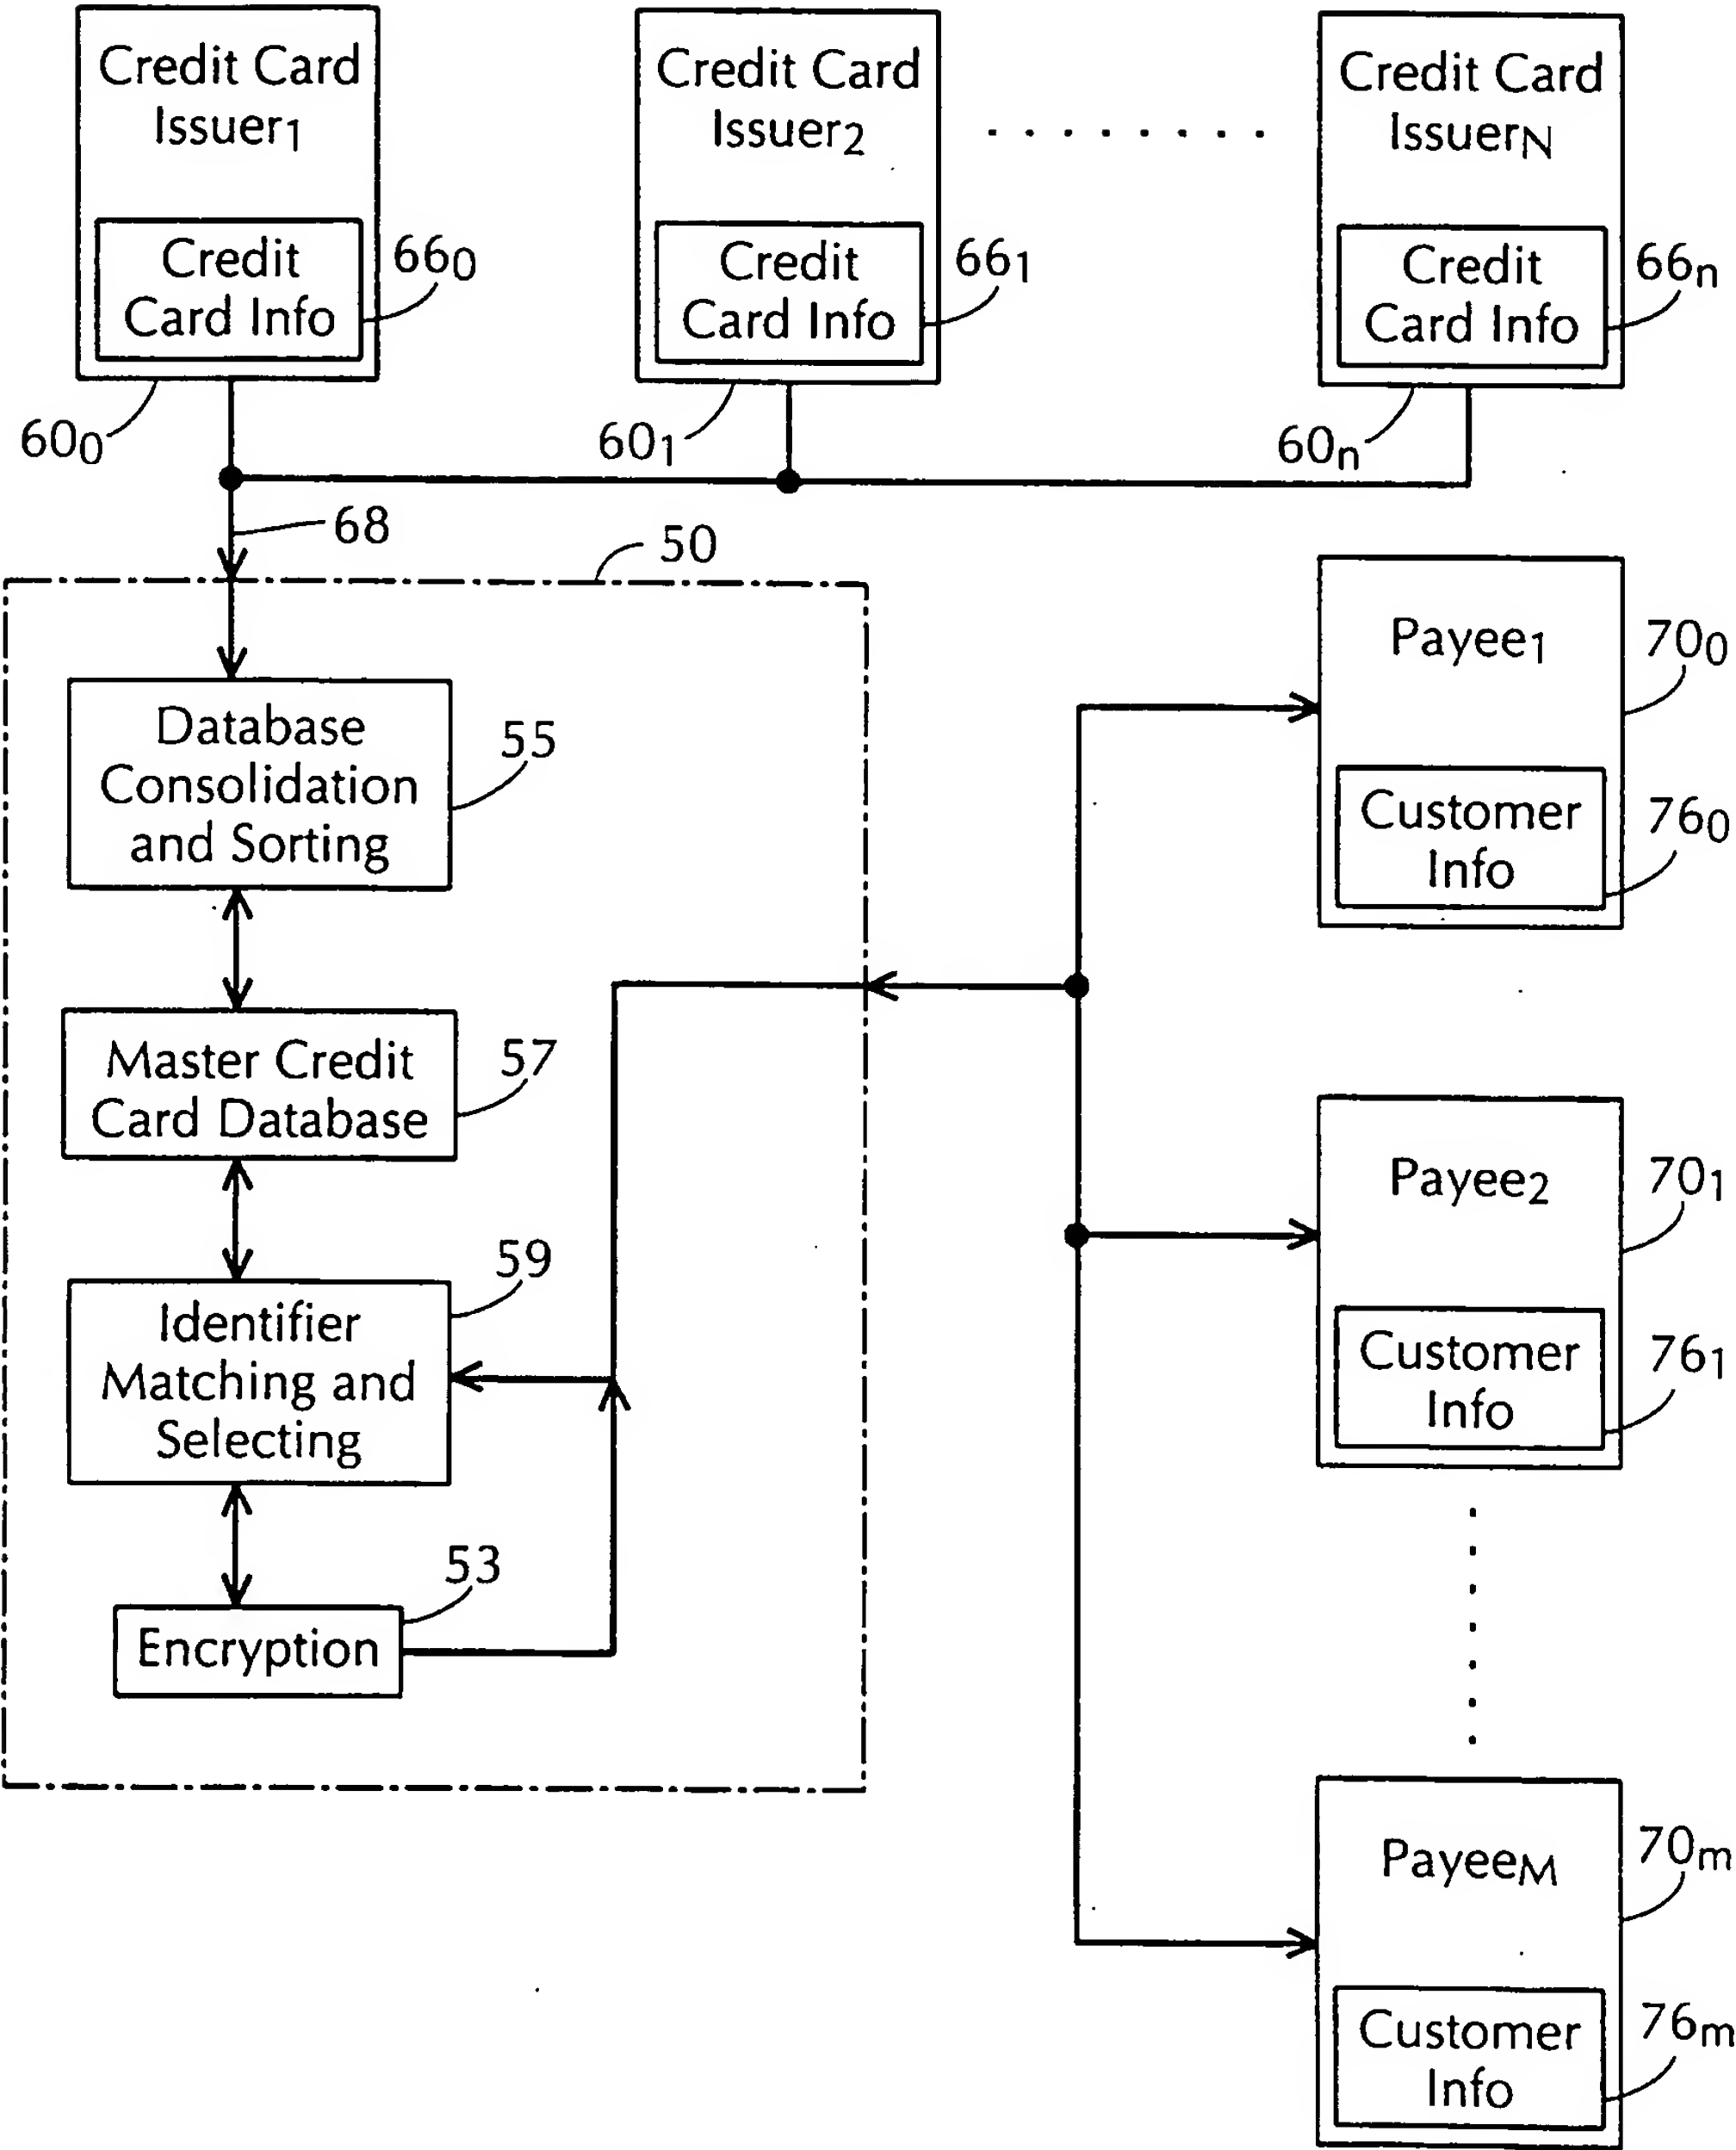 Credit Card
Issuer1
Credit
Card Info
660
600
Credit Card
Issuer2
Credit
Card Info
661
601
Credit Card
IssuerN
Credit
Card Info
66n
60n
68
50
Database
Consolidation
and Sorting
55
Master Credit
Card Database
57
Identifier
Matching and
Selecting
59
Encryption
53
Payee1
700
Customer
Info
760
Payee2
701
Customer
Info
761
PayeeM
70m
Customer
Info
76m